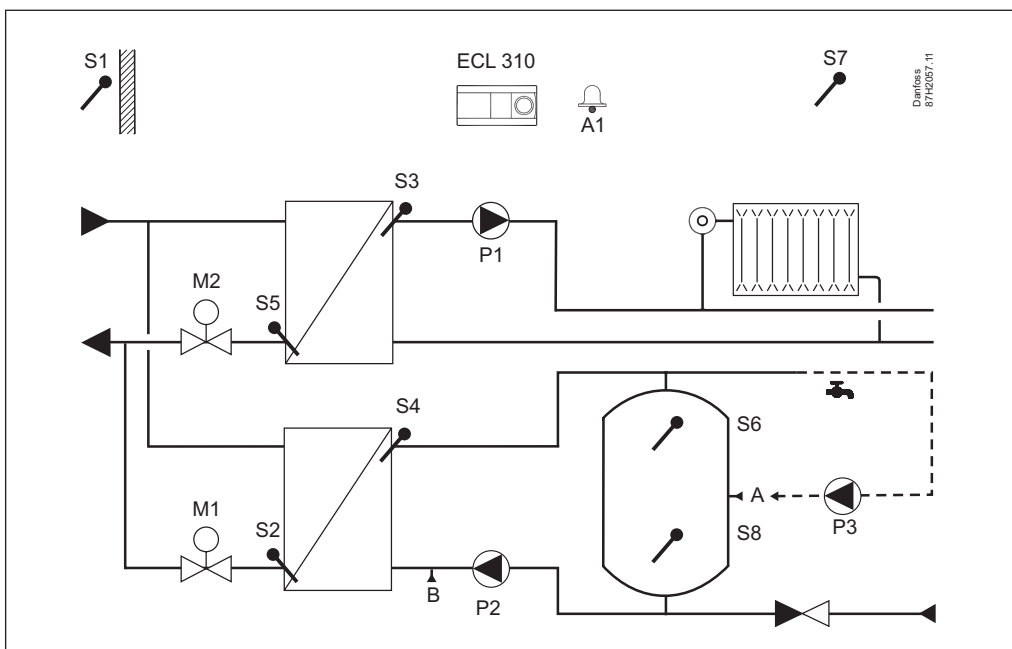 S1
ECL 310
A1
S7
Danfoss
87H2057.11
S3
P1
M2
S5
S4
S6
A
P3
M1
S2
S8
B
P2